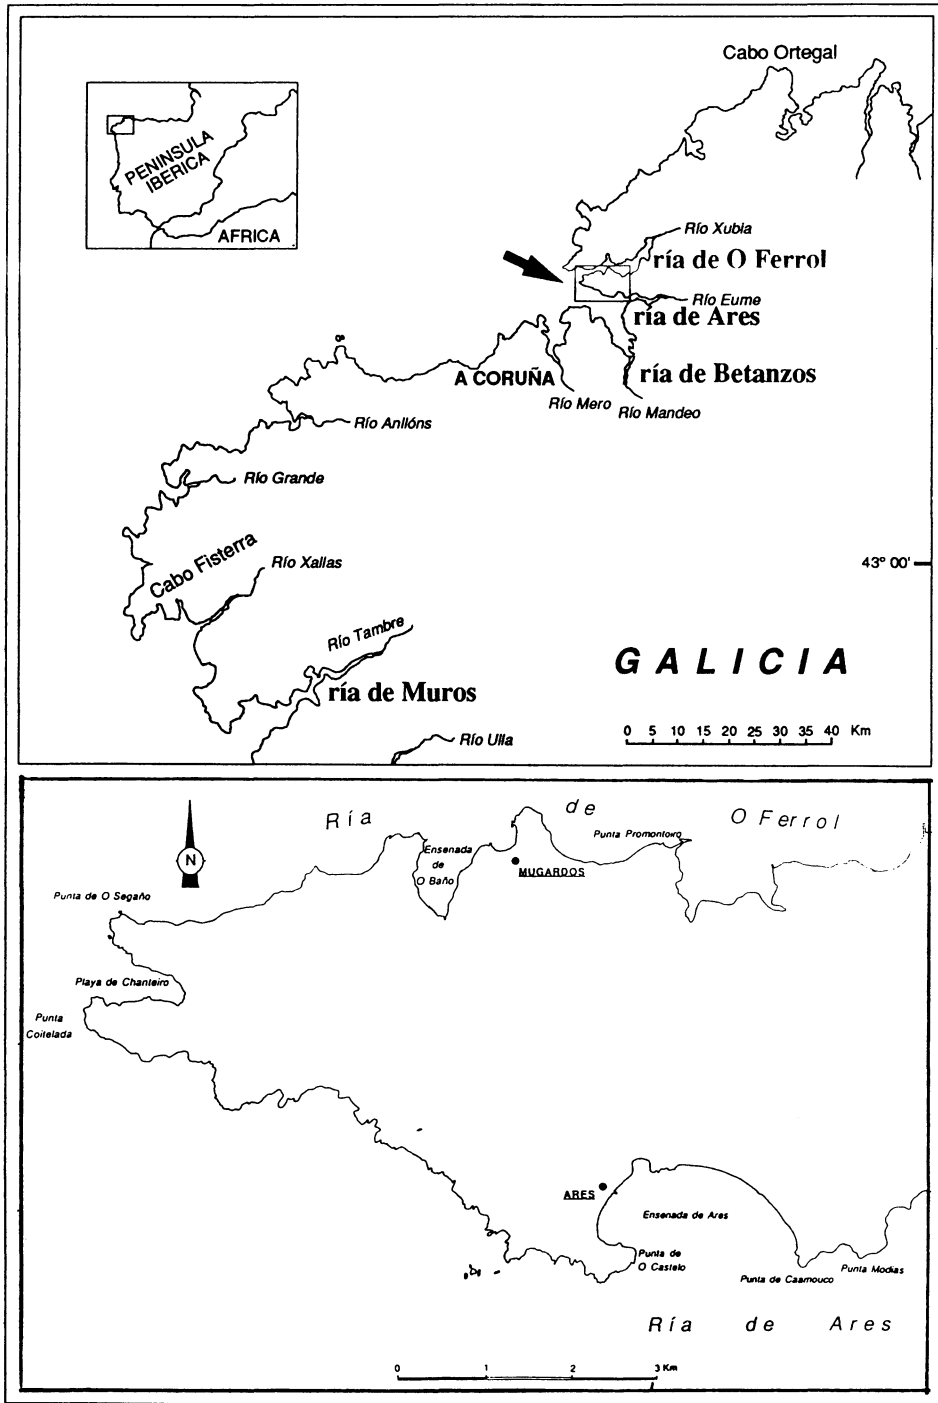 Cabo Ortegal
PENINSULA
IBERICA
AFRICA
Río Xubia
ría de O Ferrol
Río Eume
ría de Ares
A CORUÑA
ría de Betanzos
Río Mero
Río Mandeo
Río Anllóns
Río Grande
Cabo Fisterra
Río Xallas
43º 00'
Río Tambre
GALICIA
ría de Muros
Río Ulla
0 5 10 15 20 25 30 35 40 Km
Ría de O Ferrol
N
Punta Promontoiro
Ensenada
de
O Baño
MUGARDOS
Punta de O Segaño
Playa de Chanteiro
Punta
Coitelada
ARES
Ensenada de Ares
Punta de
O Castelo
Punta de Caamouco
Punta Modias
Ría de Ares
0 1 2 3 Km